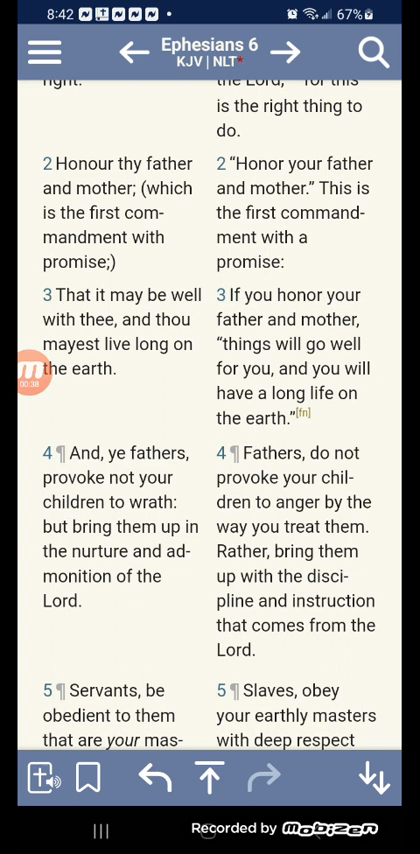 8:42
67%
Ephesians 6
KJV | NLT*
right.
the Lord, for this
is the right thing to
do.
2 Honour thy father
and mother; (which
is the first com-
mandment with
promise;)
2 “Honor your father
and mother.” This is
the first command-
ment with a
promise:
3 That it may be well
with thee, and thou
mayest live long on
the earth.
3 If you honor your
father and mother,
“things will go well
for you, and you will
have a long life on
the earth.”[fn]
00:38
4 ¶ And, ye fathers,
provoke not your
children to wrath:
but bring them up in
the nurture and ad-
monition of the
Lord.
4 ¶ Fathers, do not
provoke your chil-
dren to anger by the
way you treat them.
Rather, bring them
up with the disci-
pline and instruction
that comes from the
Lord.
5 ¶ Servants, be
obedient to them
that are your mas-
5 ¶ Slaves, obey
your earthly masters
with deep respect
Recorded by mobizen